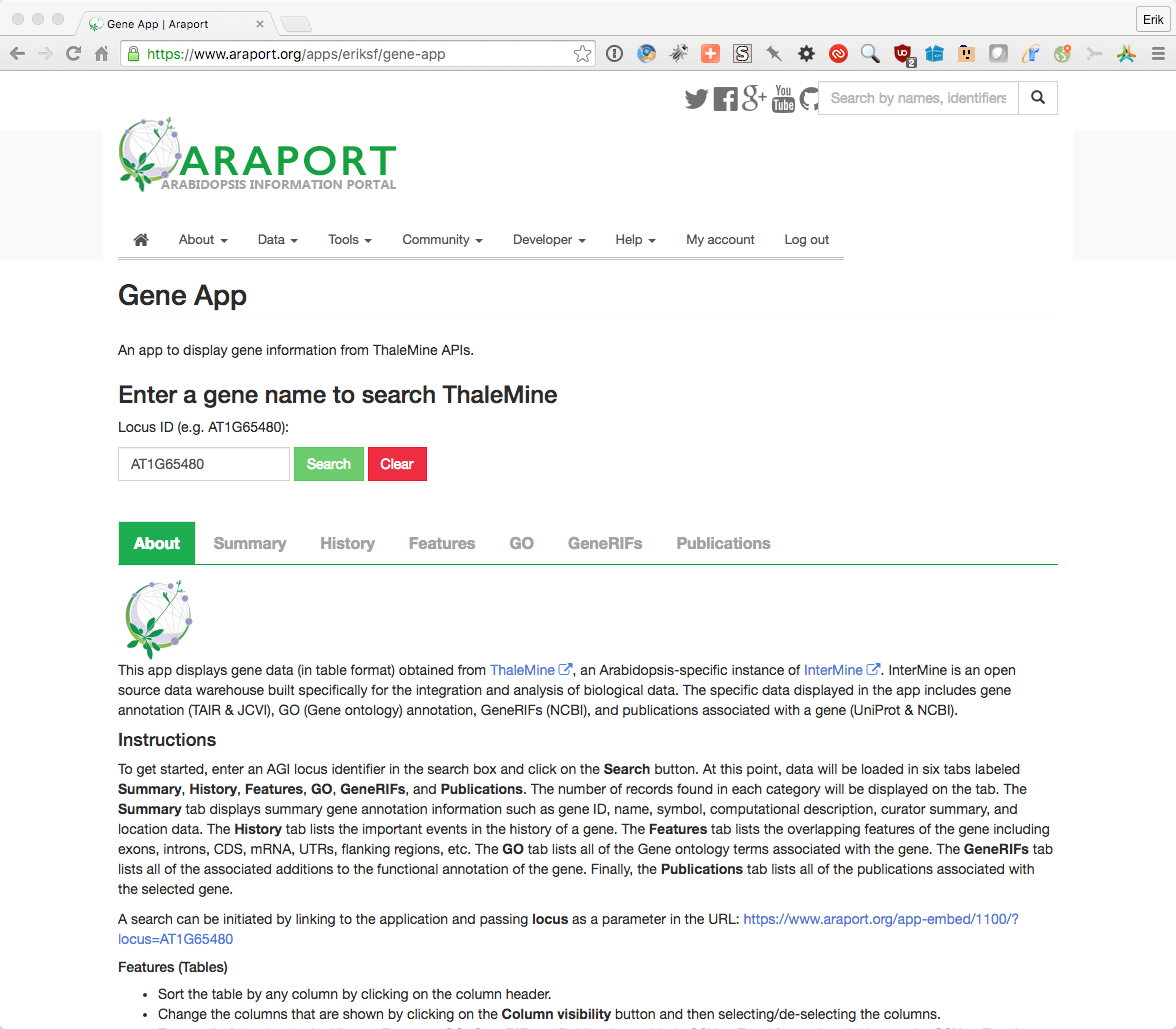 Gene App | Araport
Erik
https://www.araport.org/apps/eriksf/gene-app
S
UD
2
You
Tube
Search by names, identifiers
ARAPORT
ARABIDOPSIS INFORMATION PORTAL
About Data Tools Community Developer Help My account Log out
Gene App
An app to display gene information from ThaleMine APIs.
Enter a gene name to search ThaleMine
Locus ID (e.g. AT1G65480):
AT1G65480 Search Clear
About Summary History Features GO GeneRIFs Publications
This app displays gene data (in table format) obtained from ThaleMine, an Arabidopsis-specific instance of InterMine. InterMine is an open
source data warehouse built specifically for the integration and analysis of biological data. The specific data displayed in the app includes gene
annotation (TAIR & JCVI), GO (Gene ontology) annotation, GeneRIFs (NCBI), and publications associated with a gene (UniProt & NCBI).
Instructions
To get started, enter an AGI locus identifier in the search box and click on the Search button. At this point, data will be loaded in six tabs labeled
Summary, History, Features, GO, GeneRIFs, and Publications. The number of records found in each category will be displayed on the tab. The
Summary tab displays summary gene annotation information such as gene ID, name, symbol, computational description, curator summary, and
location data. The History tab lists the important events in the history of a gene. The Features tab lists the overlapping features of the gene including
exons, introns, CDS, mRNA, UTRs, flanking regions, etc. The GO tab lists all of the Gene ontology terms associated with the gene. The GeneRIFs tab
lists all of the associated additions to the functional annotation of the gene. Finally, the Publications tab lists all of the publications associated with
the selected gene.
A search can be initiated by linking to the application and passing locus as a parameter in the URL: https://www.araport.org/app-embed/1100/?
locus=AT1G65480
Features (Tables)
• Sort the table by any column by clicking on the column header.
• Change the columns that are shown by clicking on the Column visibility button and then selecting/de-selecting the columns.